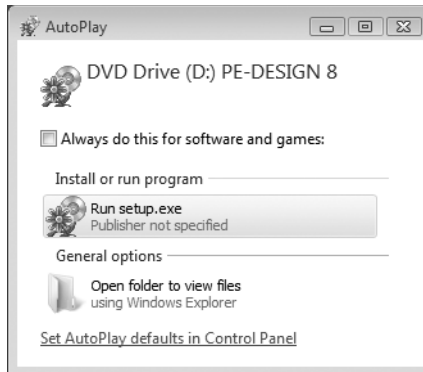 AutoPlay
DVD Drive (D:) PE-DESIGN 8
Always do this for software and games:
Install or run program
Run setup.exe
Publisher not specified
General options
Open folder to view files
using Windows Explorer
Set AutoPlay defaults in Control Panel